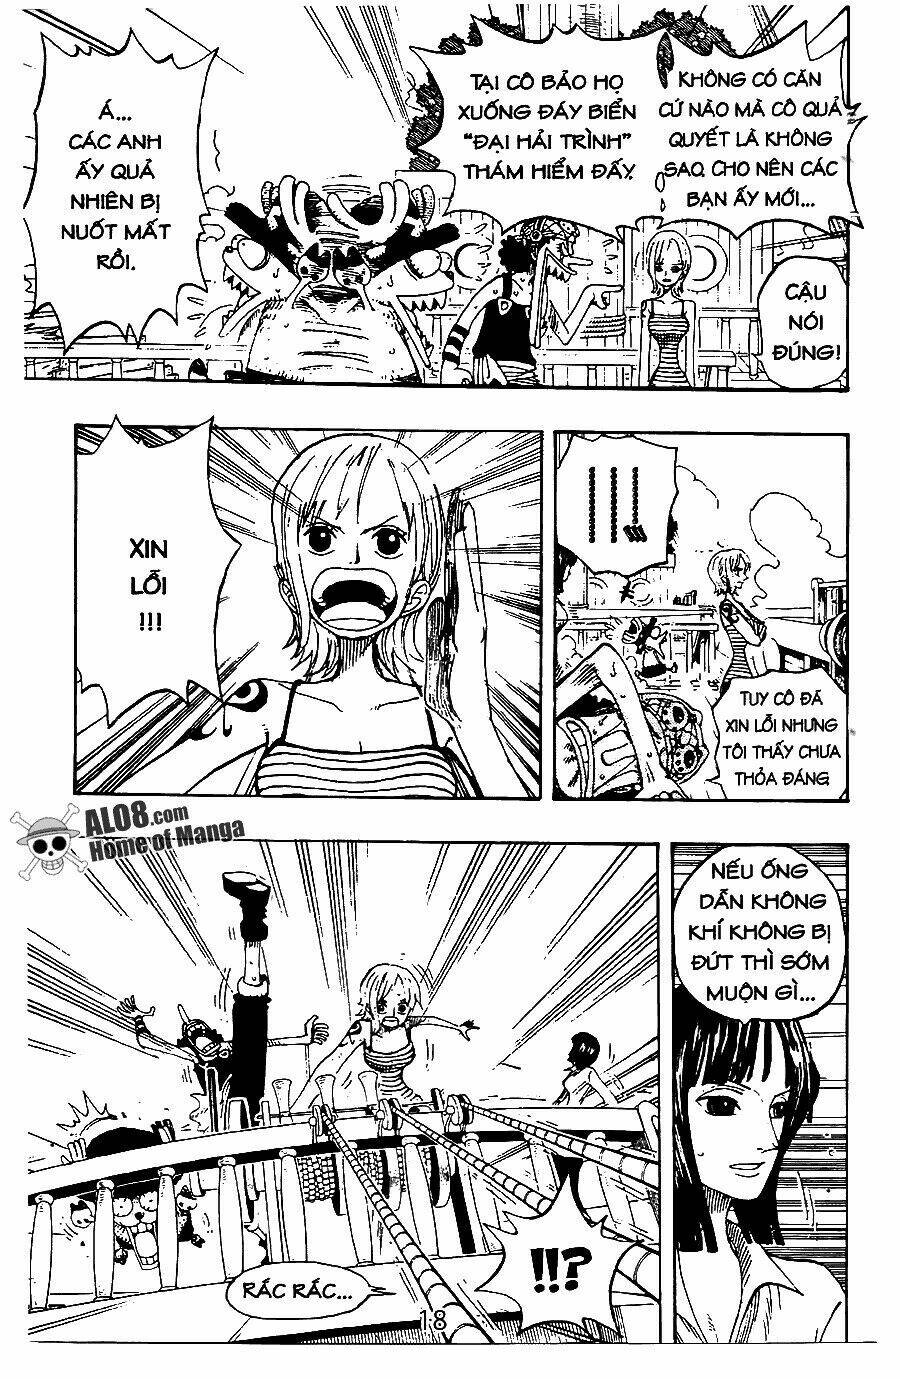 KHÔNG CÓ CĂN
CỨ NÀO MÀ CÔ QUẢ
QUYẾT LÀ KHÔNG
SAO, CHO NÊN CÁC
BẠN ẤY MỚI...
TẠI CÔ BẢO HỌ
XUỐNG ĐÁY BIỂN
“ĐẠI HẢI TRÌNH”
THÁM HIỂM ĐẤY.
Á...
CÁC ANH
ẤY QUẢ
NHIÊN BỊ
NUỐT MẤT
RỒI.
CẬU
NÓI
ĐÚNG!
XIN
LỖI
!!!
!!!
TUY CÔ ĐÃ
XIN LỖI NHƯNG
TÔI THẤY CHƯA
THỎA ĐÁNG
AL08.com
Home of Manga
NẾU ỐNG
DẪN KHÔNG
KHÍ KHÔNG BỊ
ĐỨT THÌ SỚM
MUỘN GÌ...
!!?
RẮC RẮC...
18